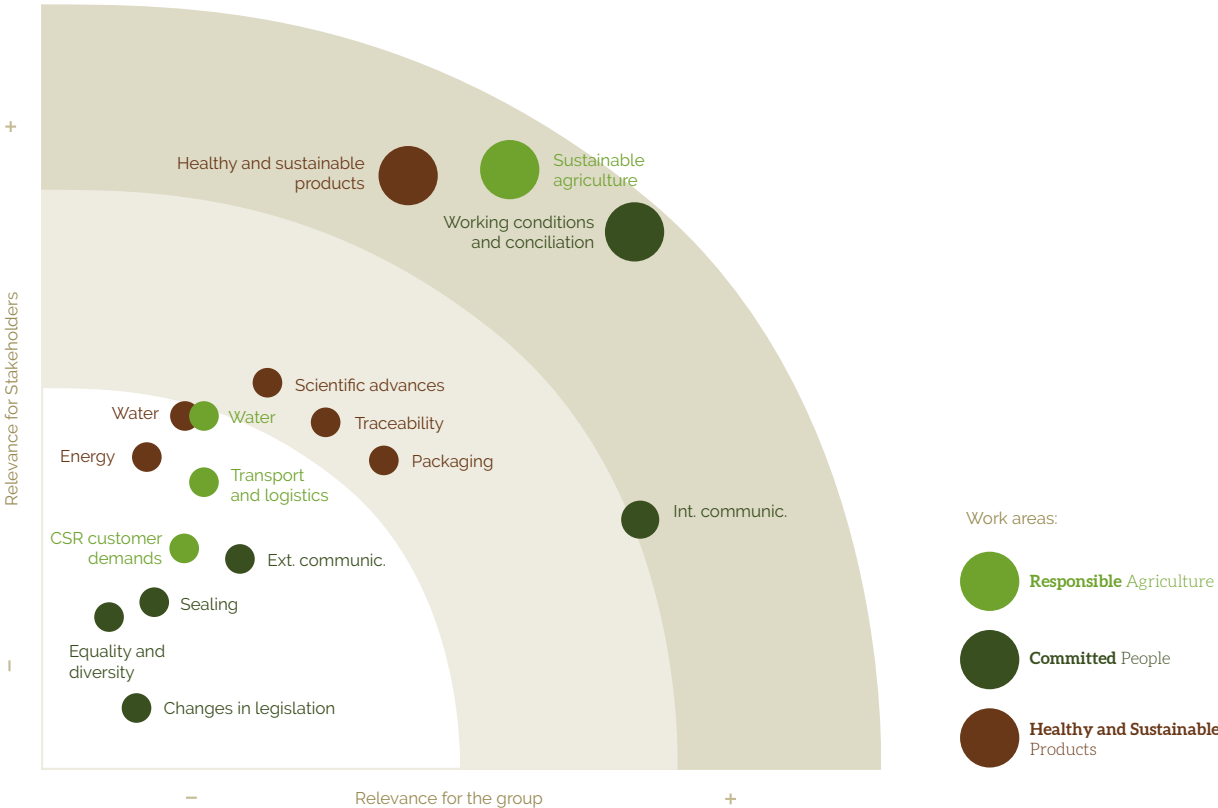 +
Healthy and sustainable
products
Sustainable
agriculture
Working conditions
and conciliation
Relevance for Stakeholders
Scientific advances
Water
Water
Traceability
Energy
Packaging
Transport
and logistics
Int. communic.
CSR customer
demands
Ext. communic.
Sealing
Equality and
diversity
–
Changes in legislation
–
Relevance for the group
+
Work areas:
Responsible Agriculture
Committed People
Healthy and Sustainable
Products